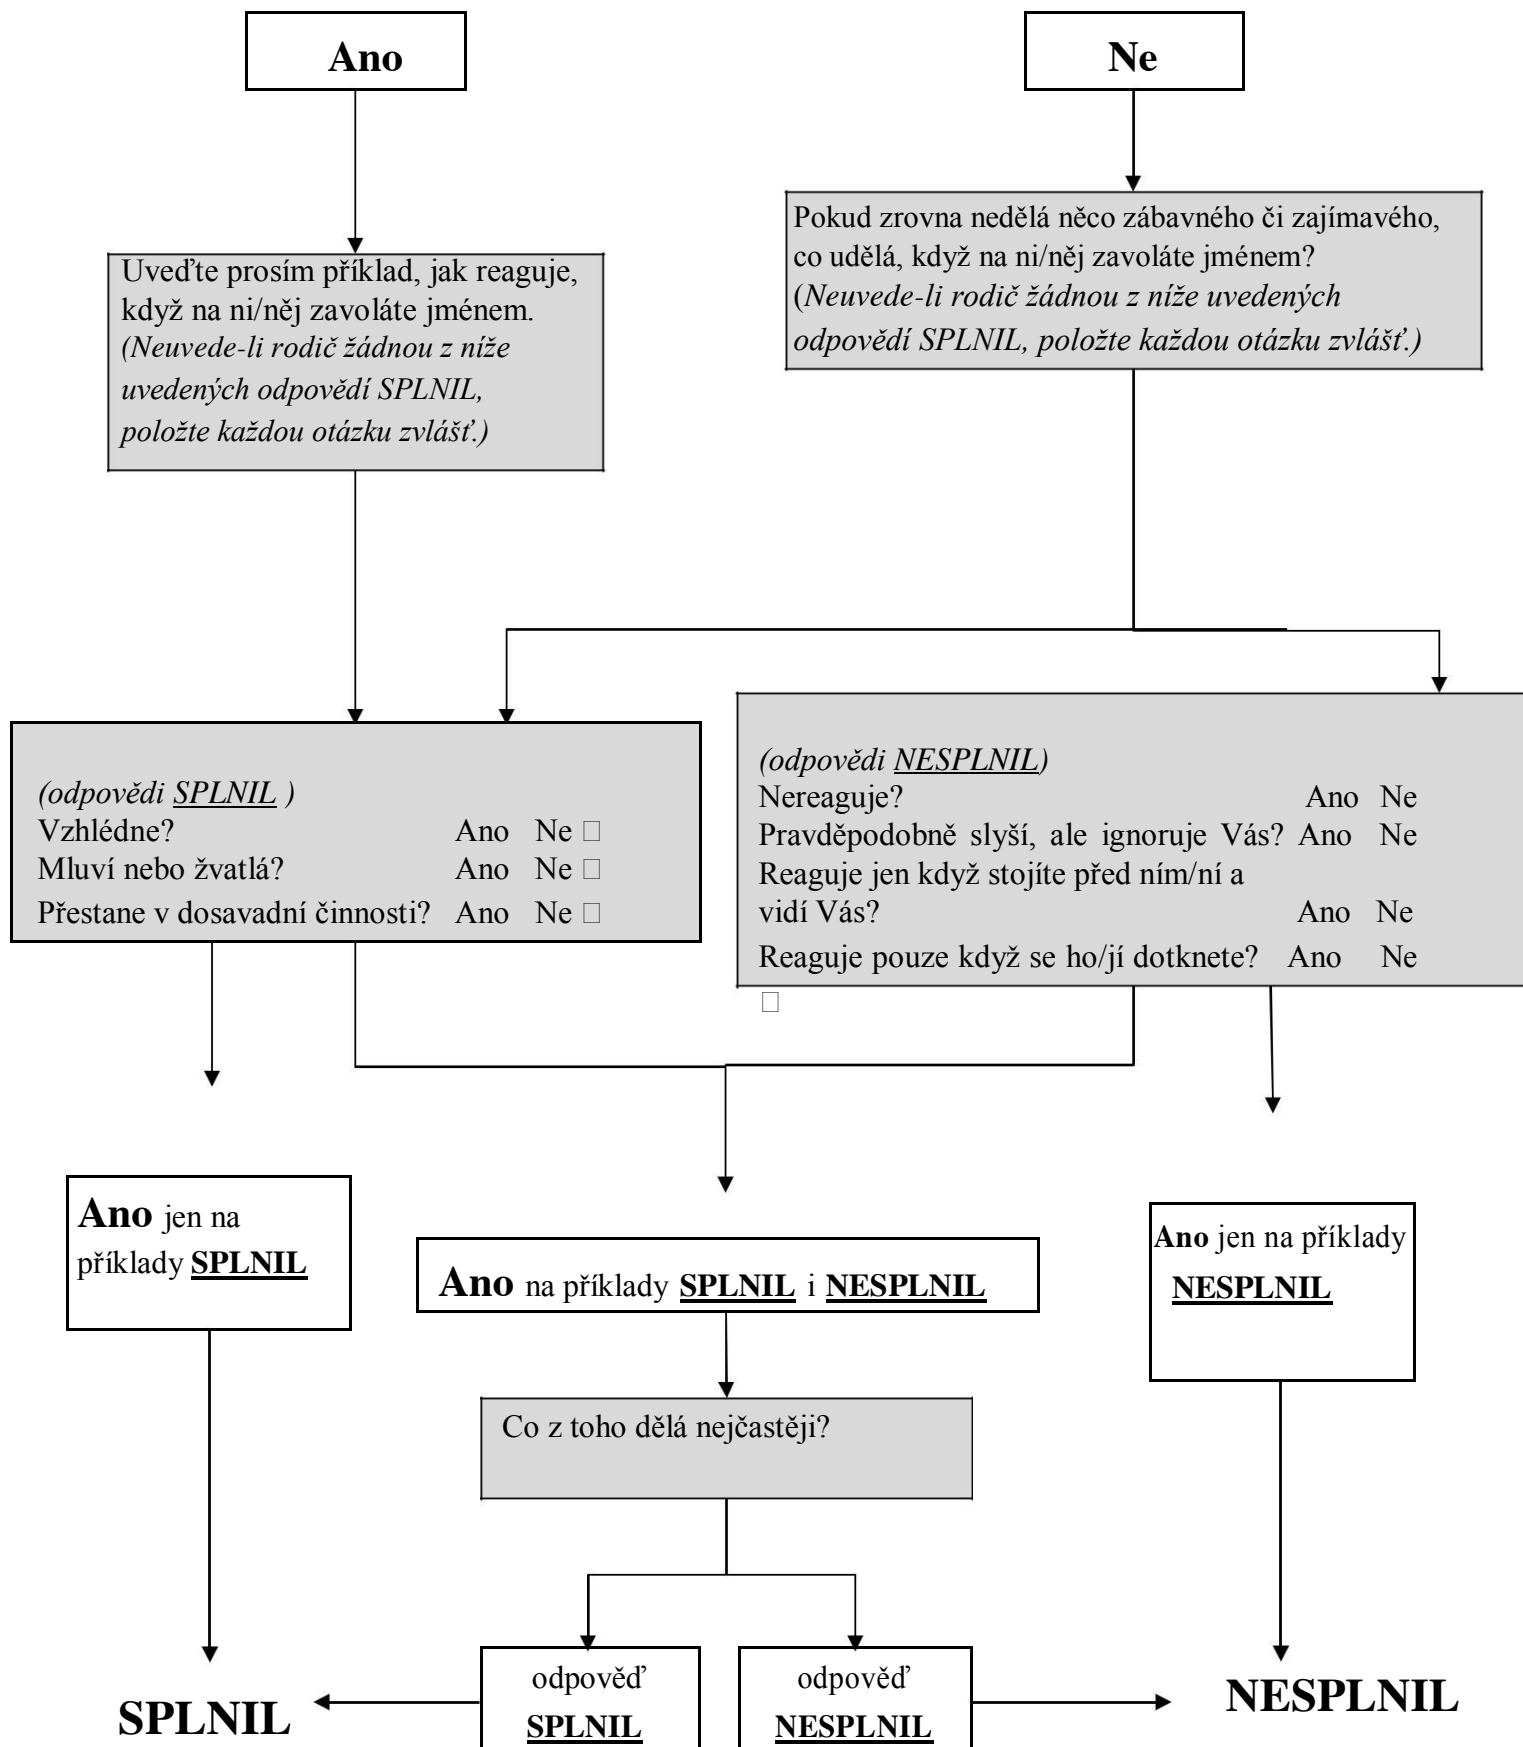 Ano
Ne
Uveďte prosím příklad, jak reaguje,
když na ni/něj zavoláte jménem.
(Neuvede-li rodič žádnou z níže
uvedených odpovědí SPLNIL,
položte každou otázku zvlášť.)
Pokud zrovna nedělá něco zábavného či zajímavého,
co udělá, když na ni/něj zavoláte jménem?
(Neuvede-li rodič žádnou z níže uvedených
odpovědí SPLNIL, položte každou otázku zvlášť.)
(odpovědi SPLNIL )
Vzhlédne? Ano Ne □
Mluví nebo žvatlá? Ano Ne □
Přestane v dosavadní činnosti? Ano Ne □
(odpovědi NESPLNIL)
Nereaguje? Ano Ne
Pravděpodobně slyší, ale ignoruje Vás? Ano Ne
Reaguje jen když stojíte před ním/ní a
vidí Vás? Ano Ne
Reaguje pouze když se ho/jí dotknete? Ano Ne
□
Ano jen na
příklady SPLNIL
Ano na příklady SPLNIL i NESPLNIL
Ano jen na příklady
NESPLNIL
Co z toho dělá nejčastěji?
odpověď
SPLNIL
odpověď
NESPLNIL
SPLNIL
NESPLNIL